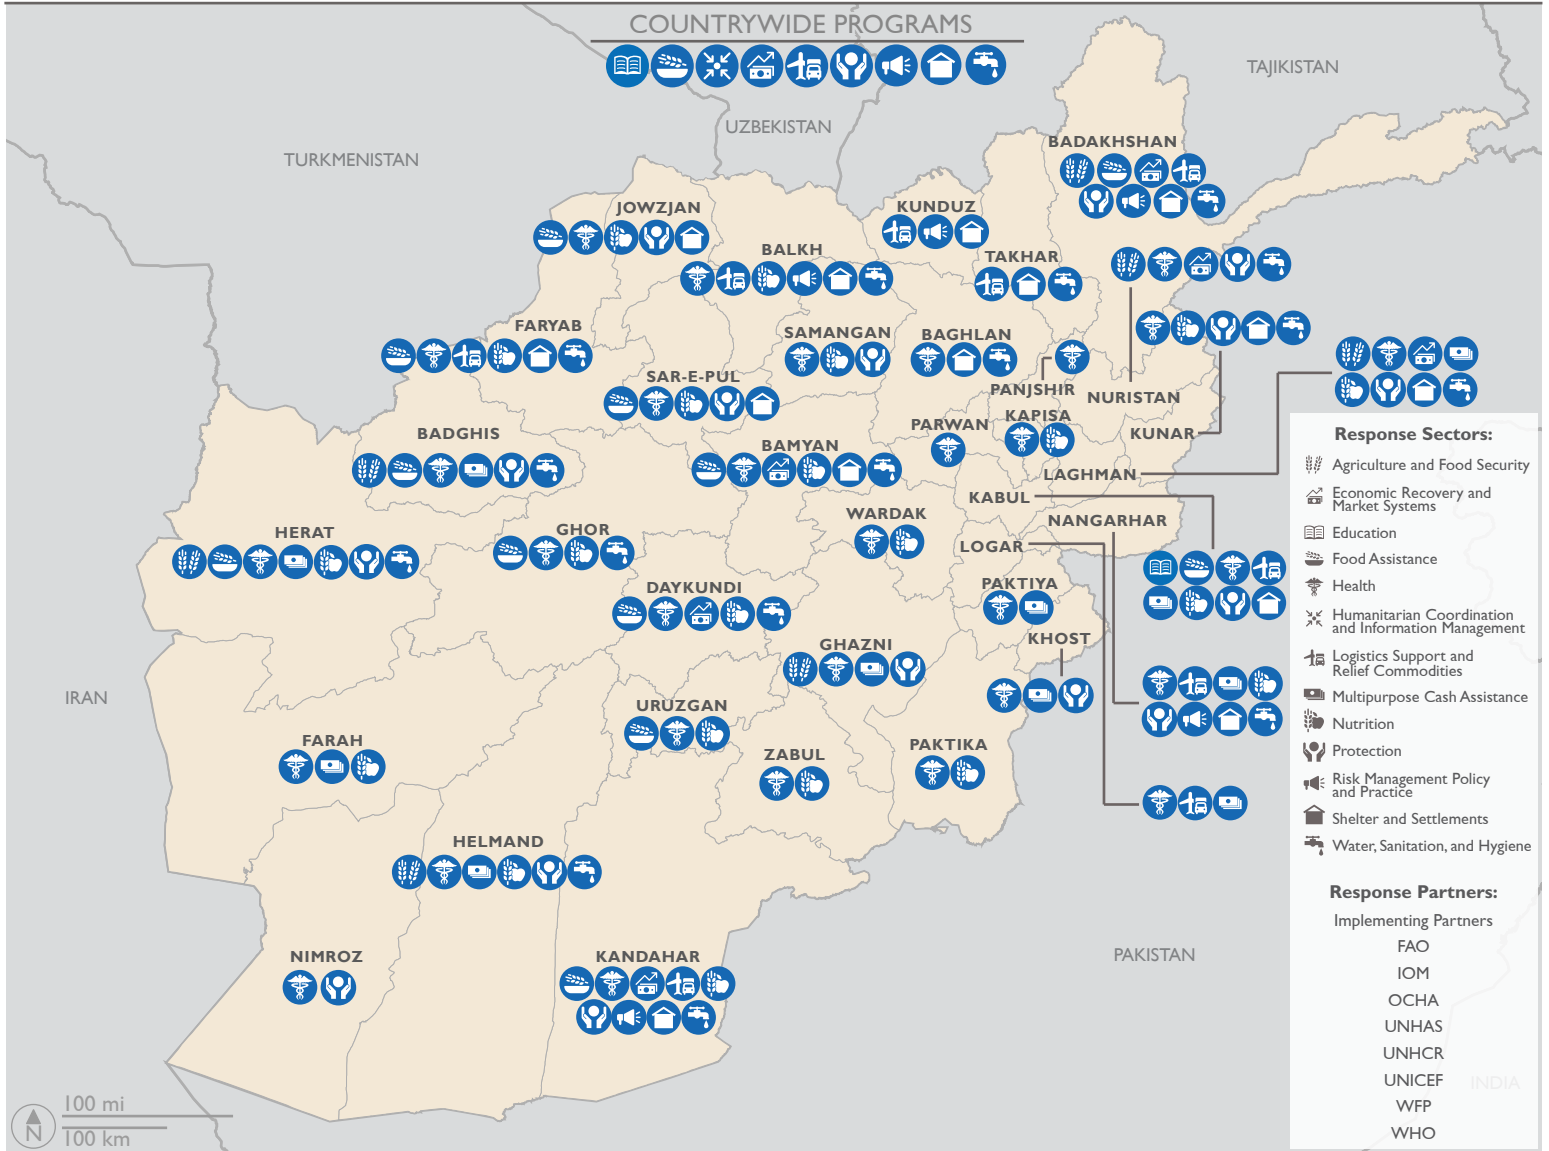 COUNTRYWIDE PROGRAMS
TAJIKISTAN
UZBEKISTAN
TURKMENISTAN
BADAKHSHAN
JOWZJAN
KUNDUZ
BALKH
TAKHAR
FARYAB
SAMANGAN
BAGHLAN
SAR-E-PUL
PANJSHIR
NURISTAN
KAPISA
PARWAN
BADGHIS
KUNAR
BAMYAN
LAGHMAN
KABUL
WARDAK
NANGARHAR
HERAT
GHOR
LOGAR
DAYKUNDI
PAKTIYA
GHAZNI
KHOST
IRAN
URUZGAN
FARAH
ZABUL
PAKTIKA
HELMAND
NIMROZ
KANDAHAR
PAKISTAN
INDIA
100 mi
100 km
N
Response Sectors:
Agriculture and Food Security
Economic Recovery and
Market Systems
Education
Food Assistance
Health
Humanitarian Coordination
and Information Management
Logistics Support and
Relief Commodities
Multipurpose Cash Assistance
Nutrition
Protection
Risk Management Policy
and Practice
Shelter and Settlements
Water, Sanitation, and Hygiene
Response Partners:
Implementing Partners
FAO
IOM
OCHA
UNHAS
UNHCR
UNICEF
WFP
WHO